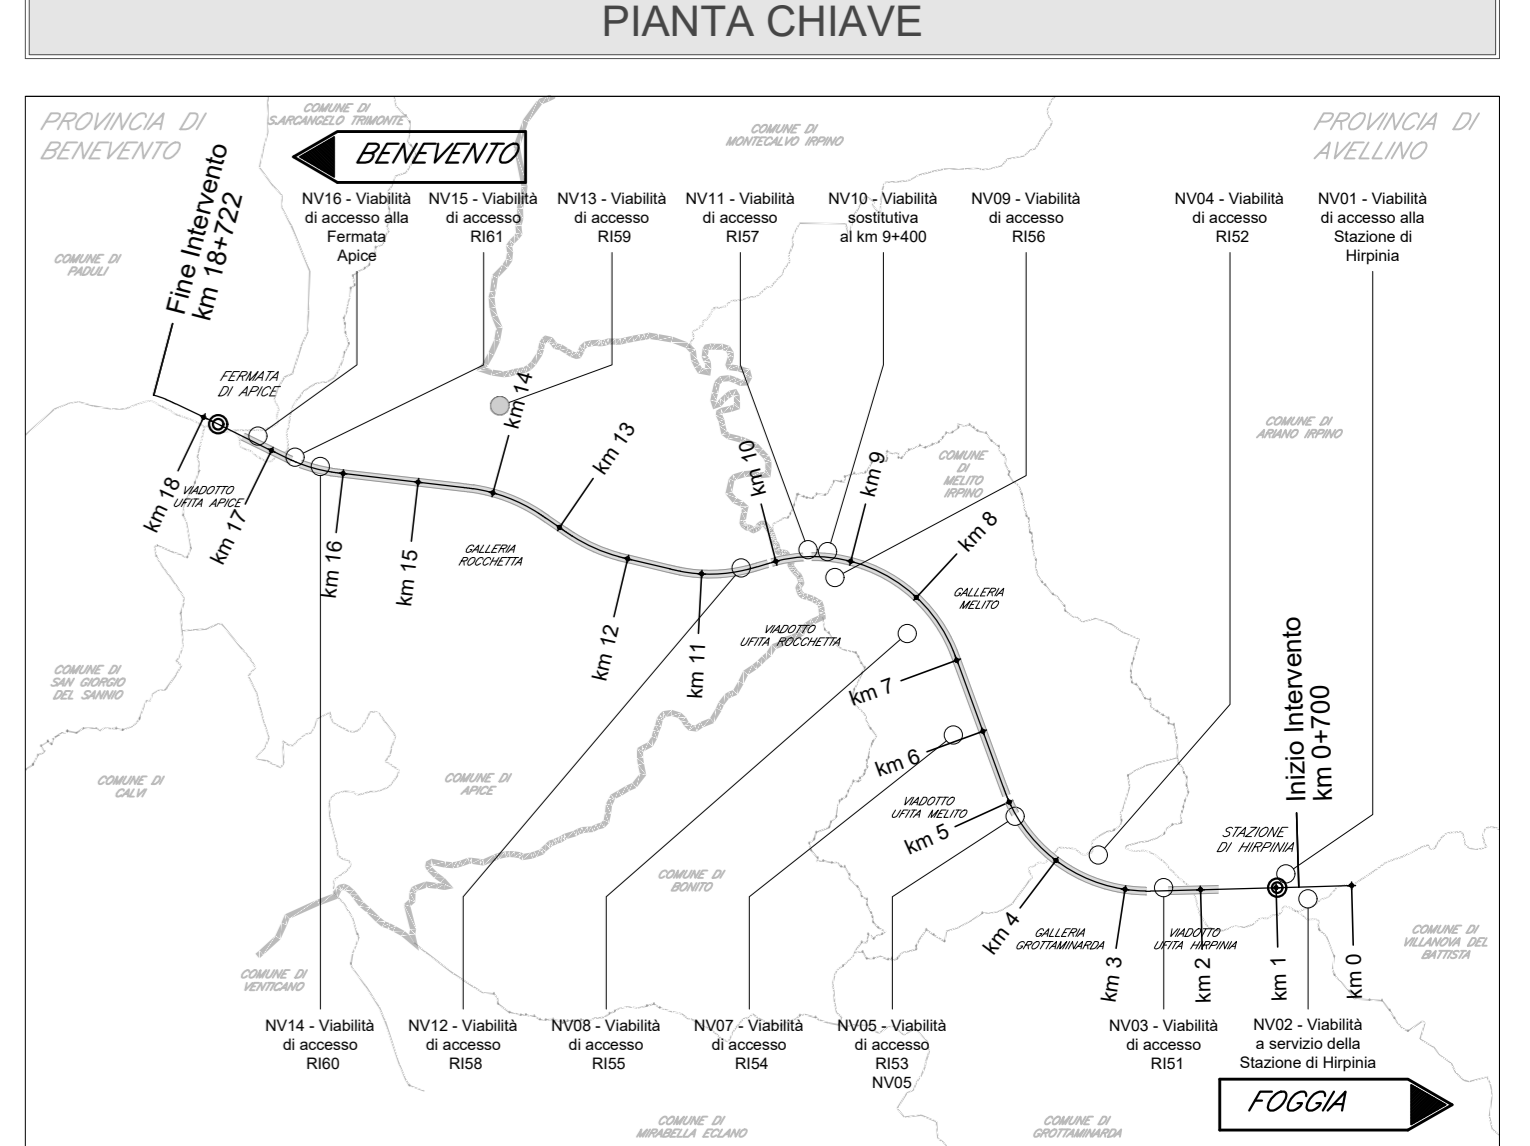 PIANTA CHIAVE
PROVINCIA DI
BENEVENTO
COMUNE DI
S.ARCANGELO TRIMONTE
BENEVENTO
COMUNE DI
MONTECALVO IRPINO
PROVINCIA DI
AVELLINO
Fine Intervento
km 18+722
NV16 - Viabilità
di accesso alla
Fermata
Apice
NV15 - Viabilità
di accesso
RI61
NV13 - Viabilità
di accesso
RI59
NV11 - Viabilità
di accesso
RI57
NV10 - Viabilità
sostitutiva
al km 9+400
NV09 - Viabilità
di accesso
RI56
NV04 - Viabilità
di accesso
RI52
NV01 - Viabilità
di accesso alla
Stazione di
Hirpinia
COMUNE DI
PADULI
FERMATA
DI APICE
COMUNE DI
ARIANO IRPINO
COMUNE
DI
MELITO
IRPINO
km 18
VIADOTTO
UFITA APICE
km 17
km 16
km 15
km 14
km 13
km 12
km 11
km 10
km 9
km 8
km 7
km 6
km 5
km 4
km 3
km 2
km 1
km 0
GALLERIA
ROCCHETTA
GALLERIA
MELITO
VIADOTTO
UFITA ROCCHETTA
Inizio Intervento
km 0+700
COMUNE DI
SAN GIORGIO
DEL SANNIO
COMUNE DI
CALVI
COMUNE DI
APICE
VIADOTTO
UFITA MELITO
STAZIONE
DI HIRPINIA
COMUNE DI
BONITO
GALLERIA
GROTTAMINARDA
VIADOTTO
UFITA HIRPINIA
COMUNE DI
VILLANOVA DEL
BATTISTA
COMUNE DI
VENTICANO
NV14 - Viabilità
di accesso
RI60
NV12 - Viabilità
di accesso
RI58
NV08 - Viabilità
di accesso
RI55
NV07 - Viabilità
di accesso
RI54
NV05 - Viabilità
di accesso
RI53
NV05
NV03 - Viabilità
di accesso
RI51
NV02 - Viabilità
a servizio della
Stazione di Hirpinia
FOGGIA
COMUNE DI
MIRABELLA ECLANO
COMUNE DI
GROTTAMINARDA